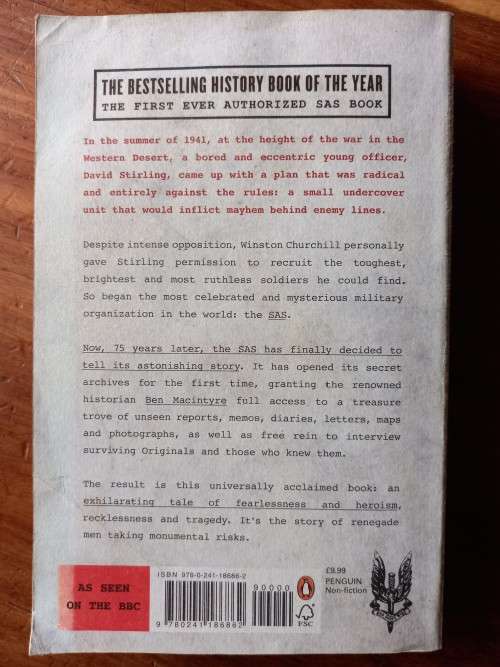 THE BESTSELLING HISTORY BOOK OF THE YEAR
THE FIRST EVER AUTHORIZED SAS BOOK
In the summer of 1941, at the height of the war in the
Western Desert, a bored and eccentric young officer,
David Stirling, came up with a plan that was radical
and entirely against the rules: a small undercover
unit that would inflict mayhem behind enemy lines.
Despite intense opposition, Winston Churchill personally
gave Stirling permission to recruit the toughest,
brightest and most ruthless soldiers he could find.
So began the most celebrated and mysterious military
organization in the world: the SAS.
Now, 75 years later, the SAS has finally decided to
tell its astonishing story. It has opened its secret
archives for the first time, granting the renowned
historian Ben Macintyre full access to a treasure
trove of unseen reports, memos, diaries, letters, maps
and photographs, as well as free rein to interview
surviving Originals and those who knew them.
The result is this universally acclaimed book: an
exhilarating tale of fearlessness and heroism,
recklessness and tragedy. It's the story of renegade
men taking monumental risks.
AS SEEN
ON THE BBC
ISBN 978-0-241-18686-2
90000
9 780241 186862
FSC
£9.99
PENGUIN
Non-fiction